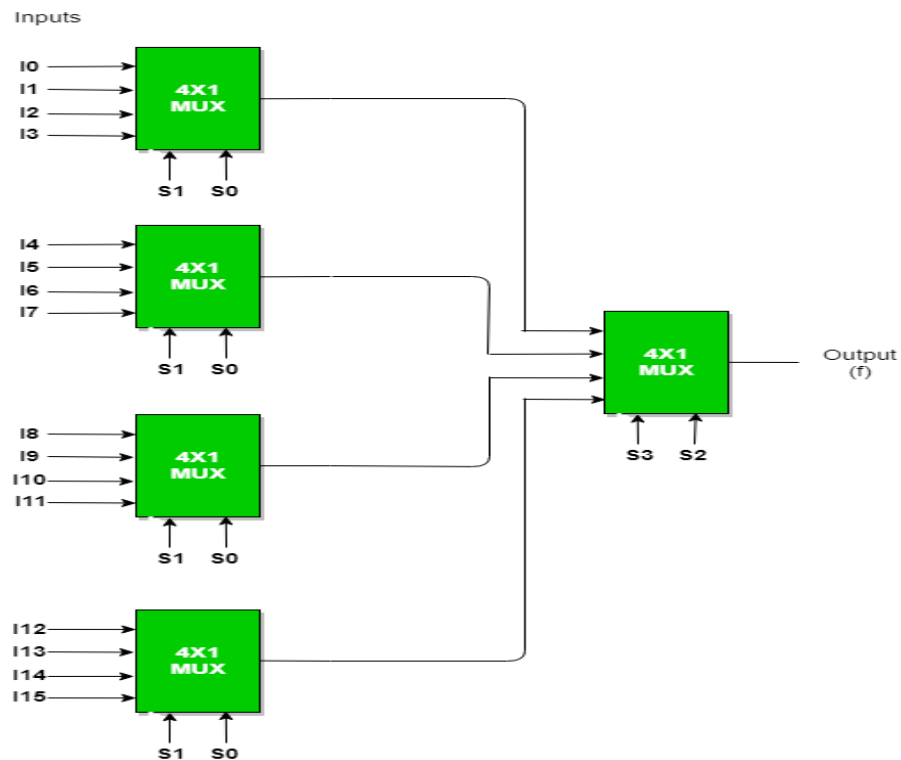 Inputs
I0
I1
I2
I3
4X1
MUX
S1 S0
I4
I5
I6
I7
4X1
MUX
S1 S0
I8
I9
I10
I11
4X1
MUX
S1 S0
I12
I13
I14
I15
4X1
MUX
S1 S0
4X1
MUX
S3 S2
Output
(f)